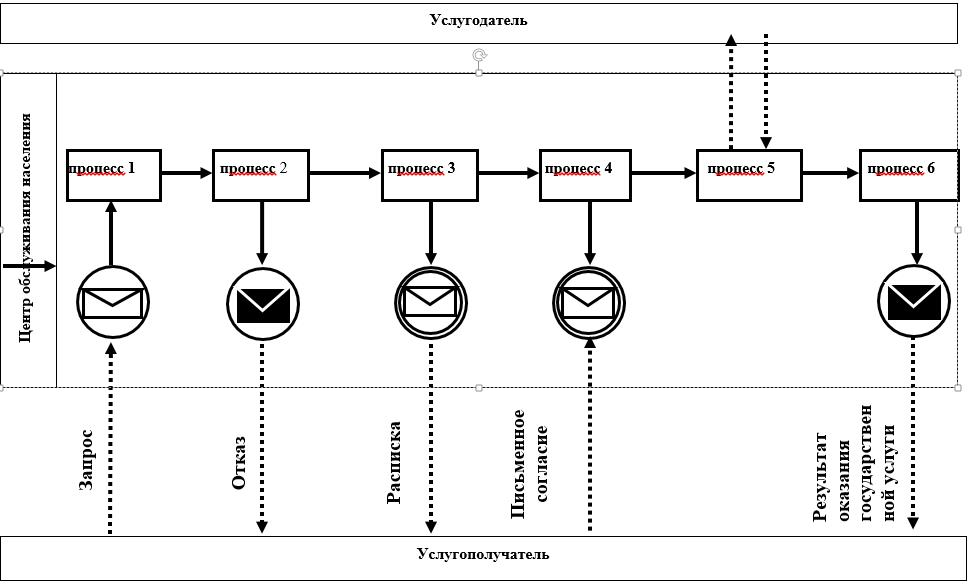 Услугодатель
Центр обслуживания населения
процесс 1
процесс 2
процесс 3
процесс 4
процесс 5
процесс 6
Запрос
Отказ
Расписка
Письменное
согласие
Результат
оказания
государствен
ной услуги
Услугополучатель